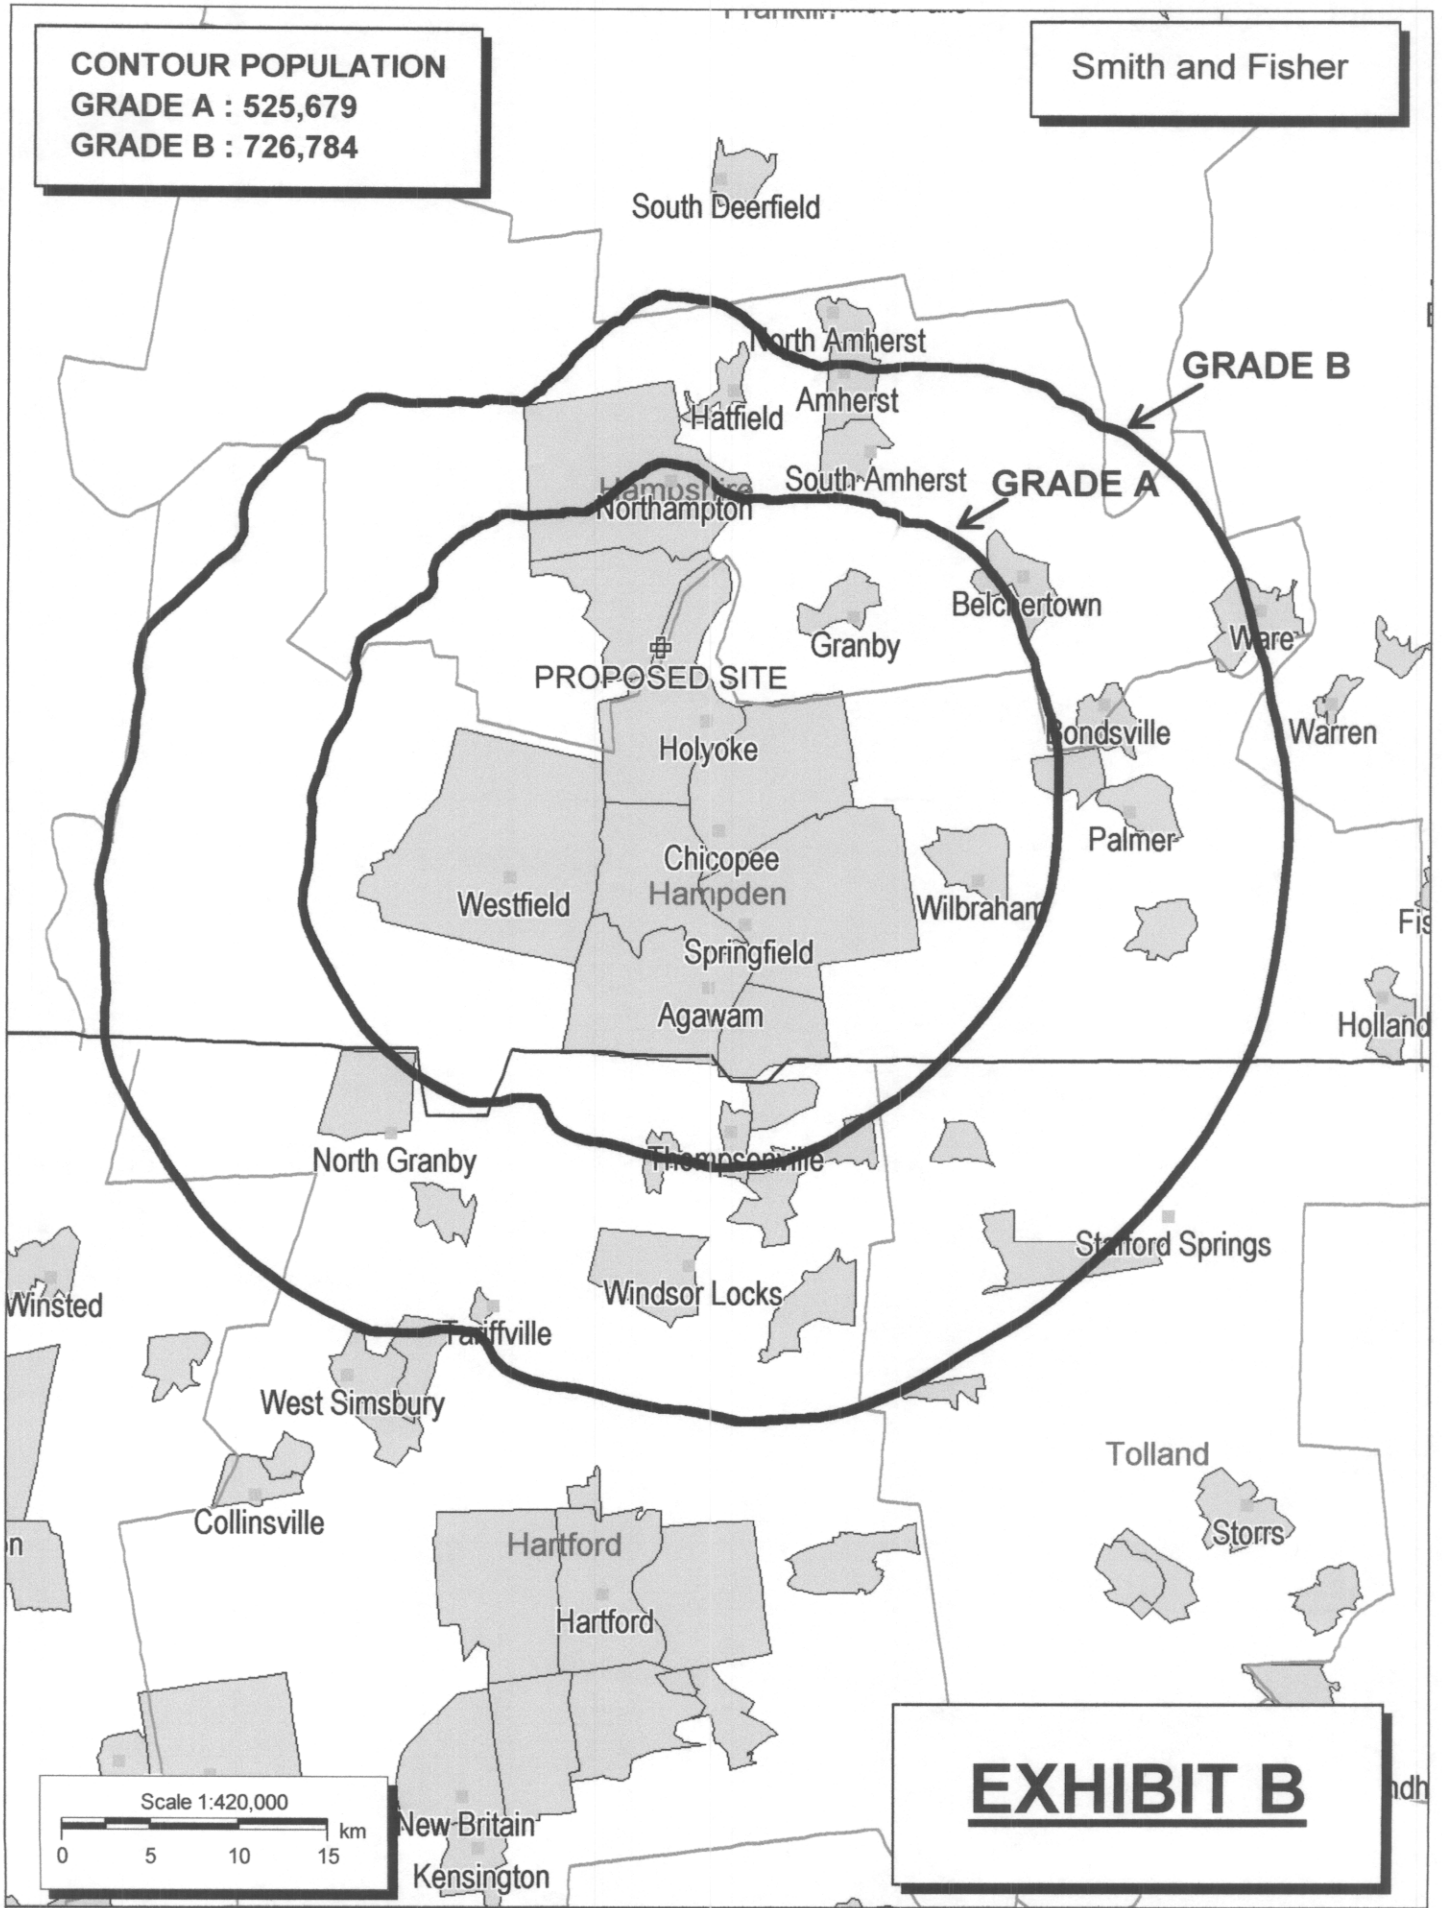 Franklin
CONTOUR POPULATION
GRADE A : 525,679
GRADE B : 726,784
Smith and Fisher
South Deerfield
North Amherst
GRADE B
Hatfield
Amherst
South Amherst
GRADE A
Hampshire
Northampton
Belchertown
Granby
Ware
PROPOSED SITE
Holyoke
Bondsville
Warren
Palmer
Chicopee
Hampden
Westfield
Wilbraham
Fis
Springfield
Agawam
Holland
North Granby
Thompsonville
Stafford Springs
Windsor Locks
Winsted
Tariffville
West Simsbury
Tolland
Collinsville
Storrs
Hartford
Hartford
EXHIBIT B
Scale 1:420,000
km
0 5 10 15
New Britain
Kensington